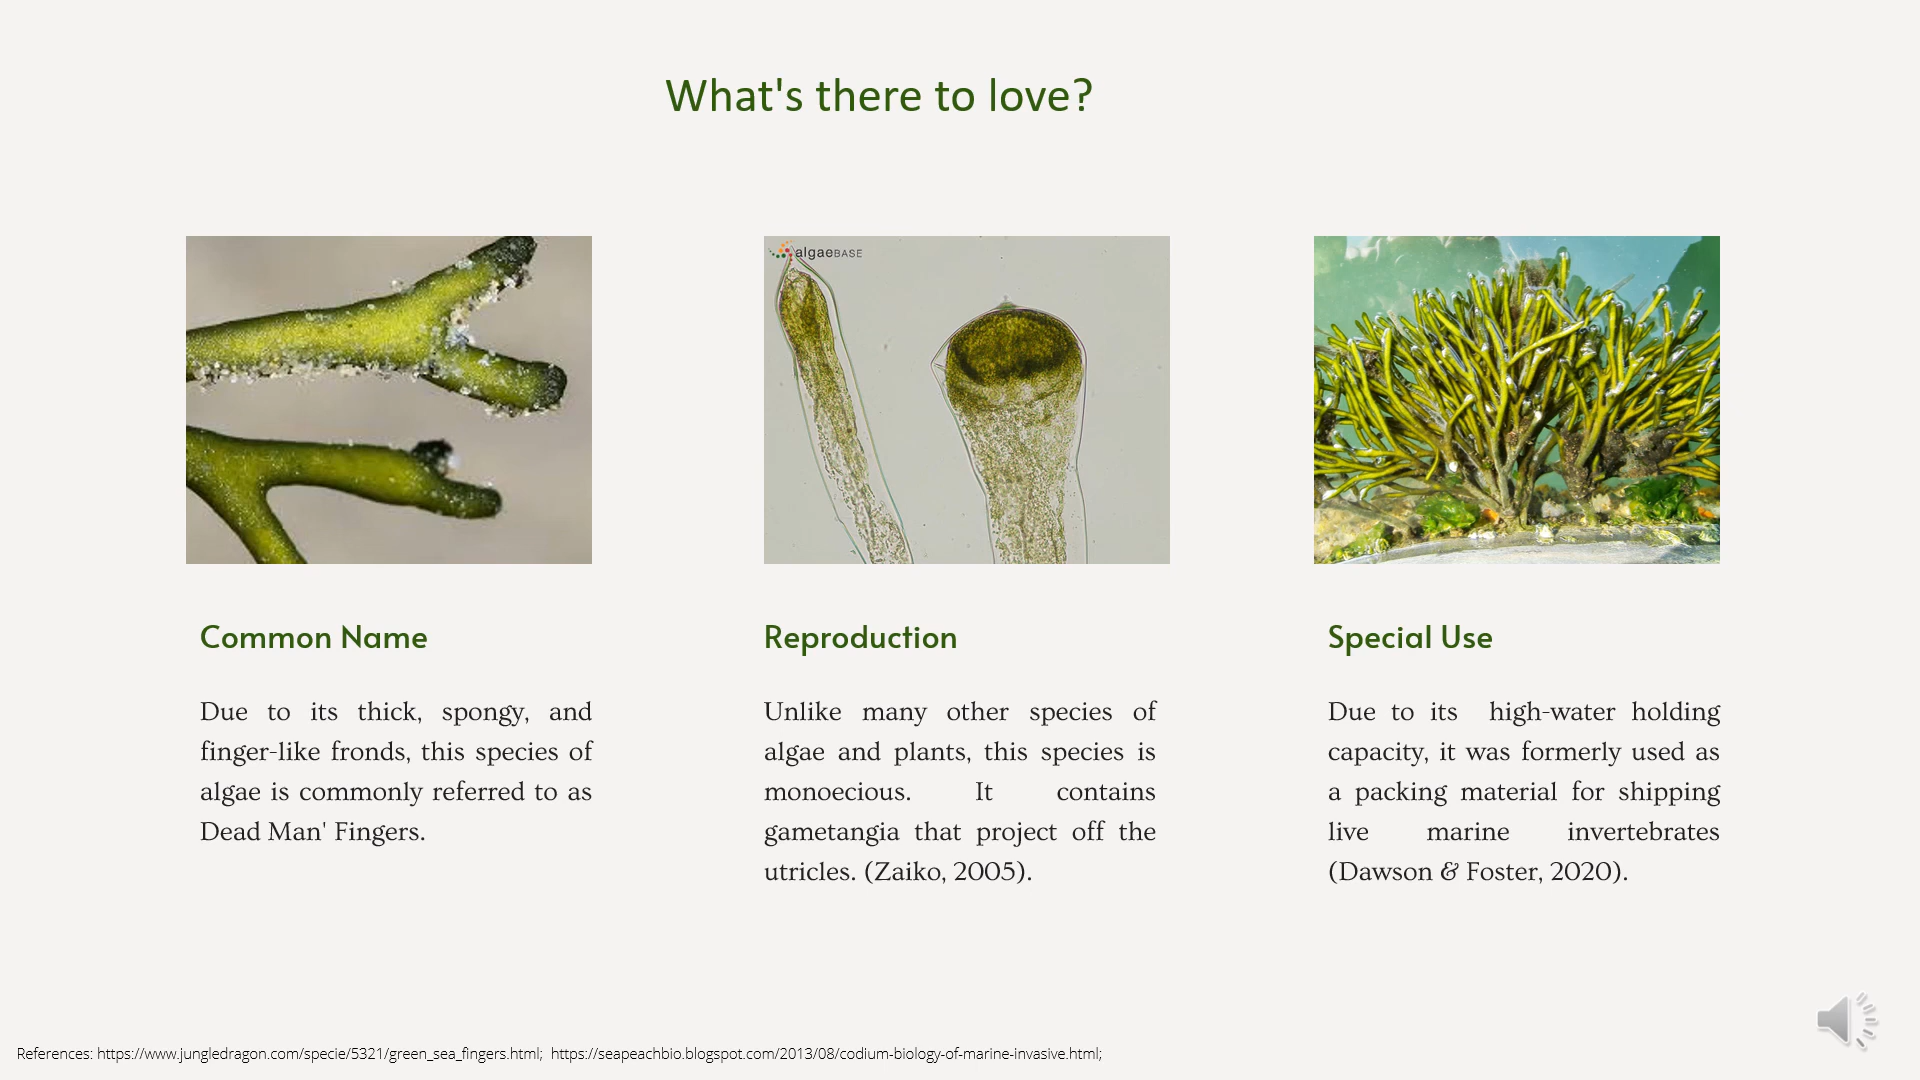 What's there to love?
algaeBASE
Common Name
Due to its thick, spongy, and
finger-like fronds, this species of
algae is commonly referred to as
Dead Man' Fingers.
Reproduction
Unlike many other species of
algae and plants, this species is
monoecious. It contains
gametangia that project off the
utricles. (Zaiko, 2005).
Special Use
Due to its high-water holding
capacity, it was formerly used as
a packing material for shipping
live marine invertebrates
(Dawson & Foster, 2020).
References: https://www.jungledragon.com/specie/5321/green_sea_fingers.html; https://seapeachbio.blogspot.com/2013/08/codium-biology-of-marine-invasive.html;